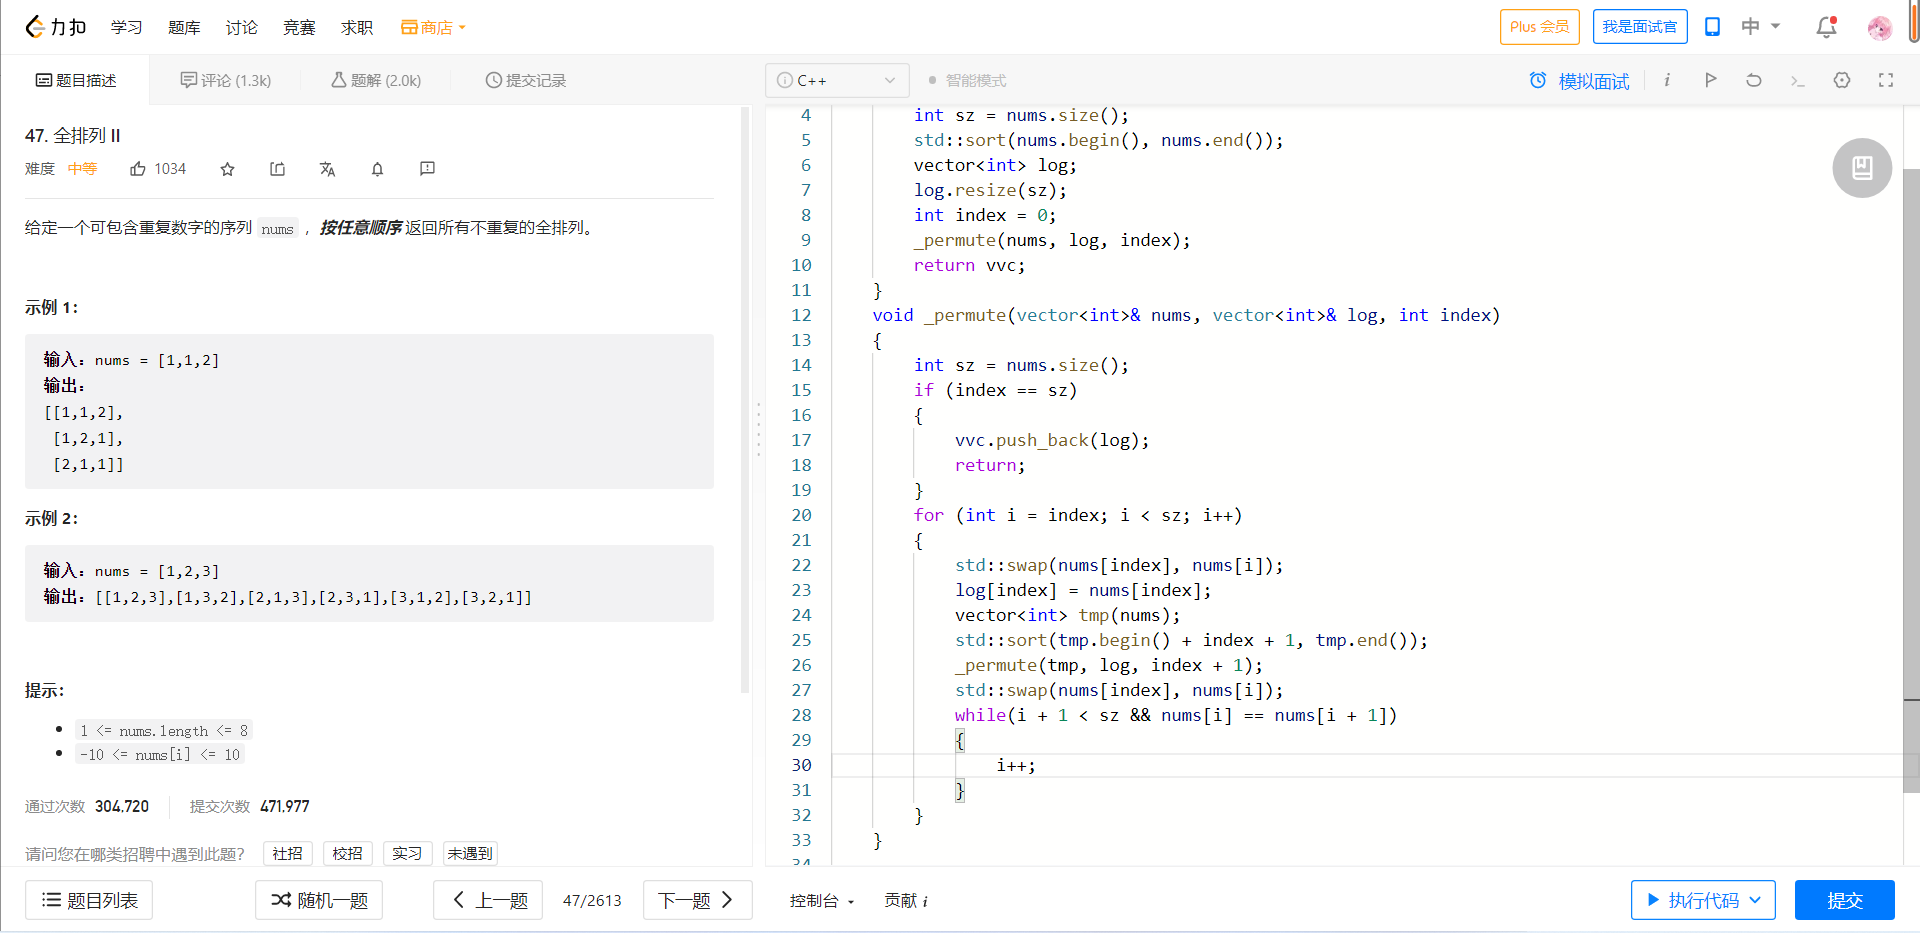 力扣 学习 题库 讨论 竞赛 求职 商店 Plus 会员 我是面试官 中
题目描述 评论 (1.3k) 题解 (2.0k) 提交记录
47. 全排列 II
难度 中等 1034
给定一个可包含重复数字的序列 nums ，按任意顺序 返回所有不重复的全排列。
示例 1：
输入：nums = [1,1,2]
输出：
[[1,1,2],
[1,2,1],
[2,1,1]]
示例 2：
输入：nums = [1,2,3]
输出：[[1,2,3],[1,3,2],[2,1,3],[2,3,1],[3,1,2],[3,2,1]]
提示：
1 <= nums.length <= 8
-10 <= nums[i] <= 10
通过次数 304,720 提交次数 471,977
请问您在哪类招聘中遇到此题？ 社招 校招 实习 未遇到
题目列表 随机一题 上一题 47/2613 下一题
C++ 智能模式 模拟面试
4 int sz = nums.size();
5 std::sort(nums.begin(), nums.end());
6 vector<int> log;
7 log.resize(sz);
8 int index = 0;
9 _permute(nums, log, index);
10 return vvc;
11 }
12 void _permute(vector<int>& nums, vector<int>& log, int index)
13 {
14 int sz = nums.size();
15 if (index == sz)
16 {
17 vvc.push_back(log);
18 return;
19 }
20 for (int i = index; i < sz; i++)
21 {
22 std::swap(nums[index], nums[i]);
23 log[index] = nums[index];
24 vector<int> tmp(nums);
25 std::sort(tmp.begin() + index + 1, tmp.end());
26 _permute(tmp, log, index + 1);
27 std::swap(nums[index], nums[i]);
28 while(i + 1 < sz && nums[i] == nums[i + 1])
29 {
30 i++;
31 }
32 }
33 }
34
控制台 贡献 i 执行代码 提交